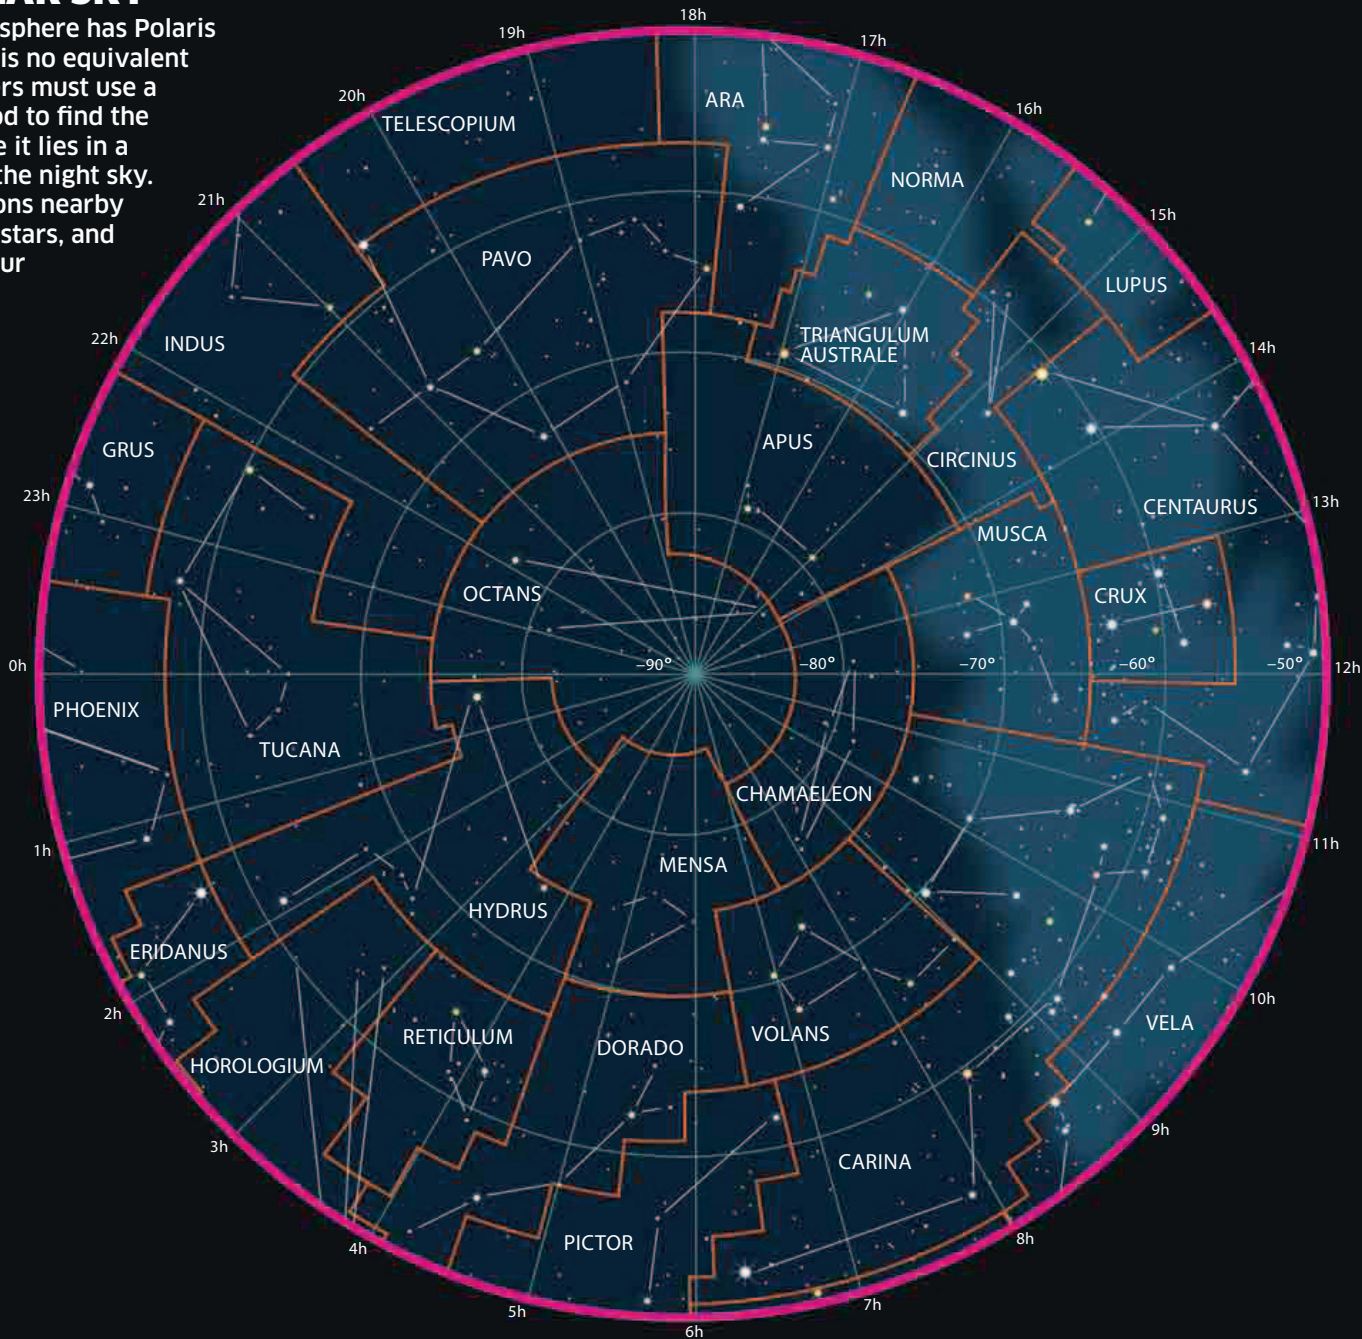 sphere has Polaris
is no equivalent
rs must use a
od to find the
e it lies in a
the night sky.
ons nearby
stars, and
ur
18h
19h
17h
20h
16h
TELESCOPIUM
ARA
NORMA
21h
15h
PAVO
LUPUS
22h
INDUS
TRIANGULUM
AUSTRALE
14h
GRUS
APUS
CIRCINUS
23h
13h
CENTAURUS
MUSCA
OCTANS
CRUX
0h
−90°
−80°
−70°
−60°
−50°
12h
PHOENIX
TUCANA
CHAMAELEON
1h
11h
MENSA
HYDRUS
ERIDANUS
2h
10h
VELA
HOROLOGIUM
RETICULUM
DORADO
VOLANS
3h
9h
CARINA
4h
PICTOR
8h
5h
7h
6h